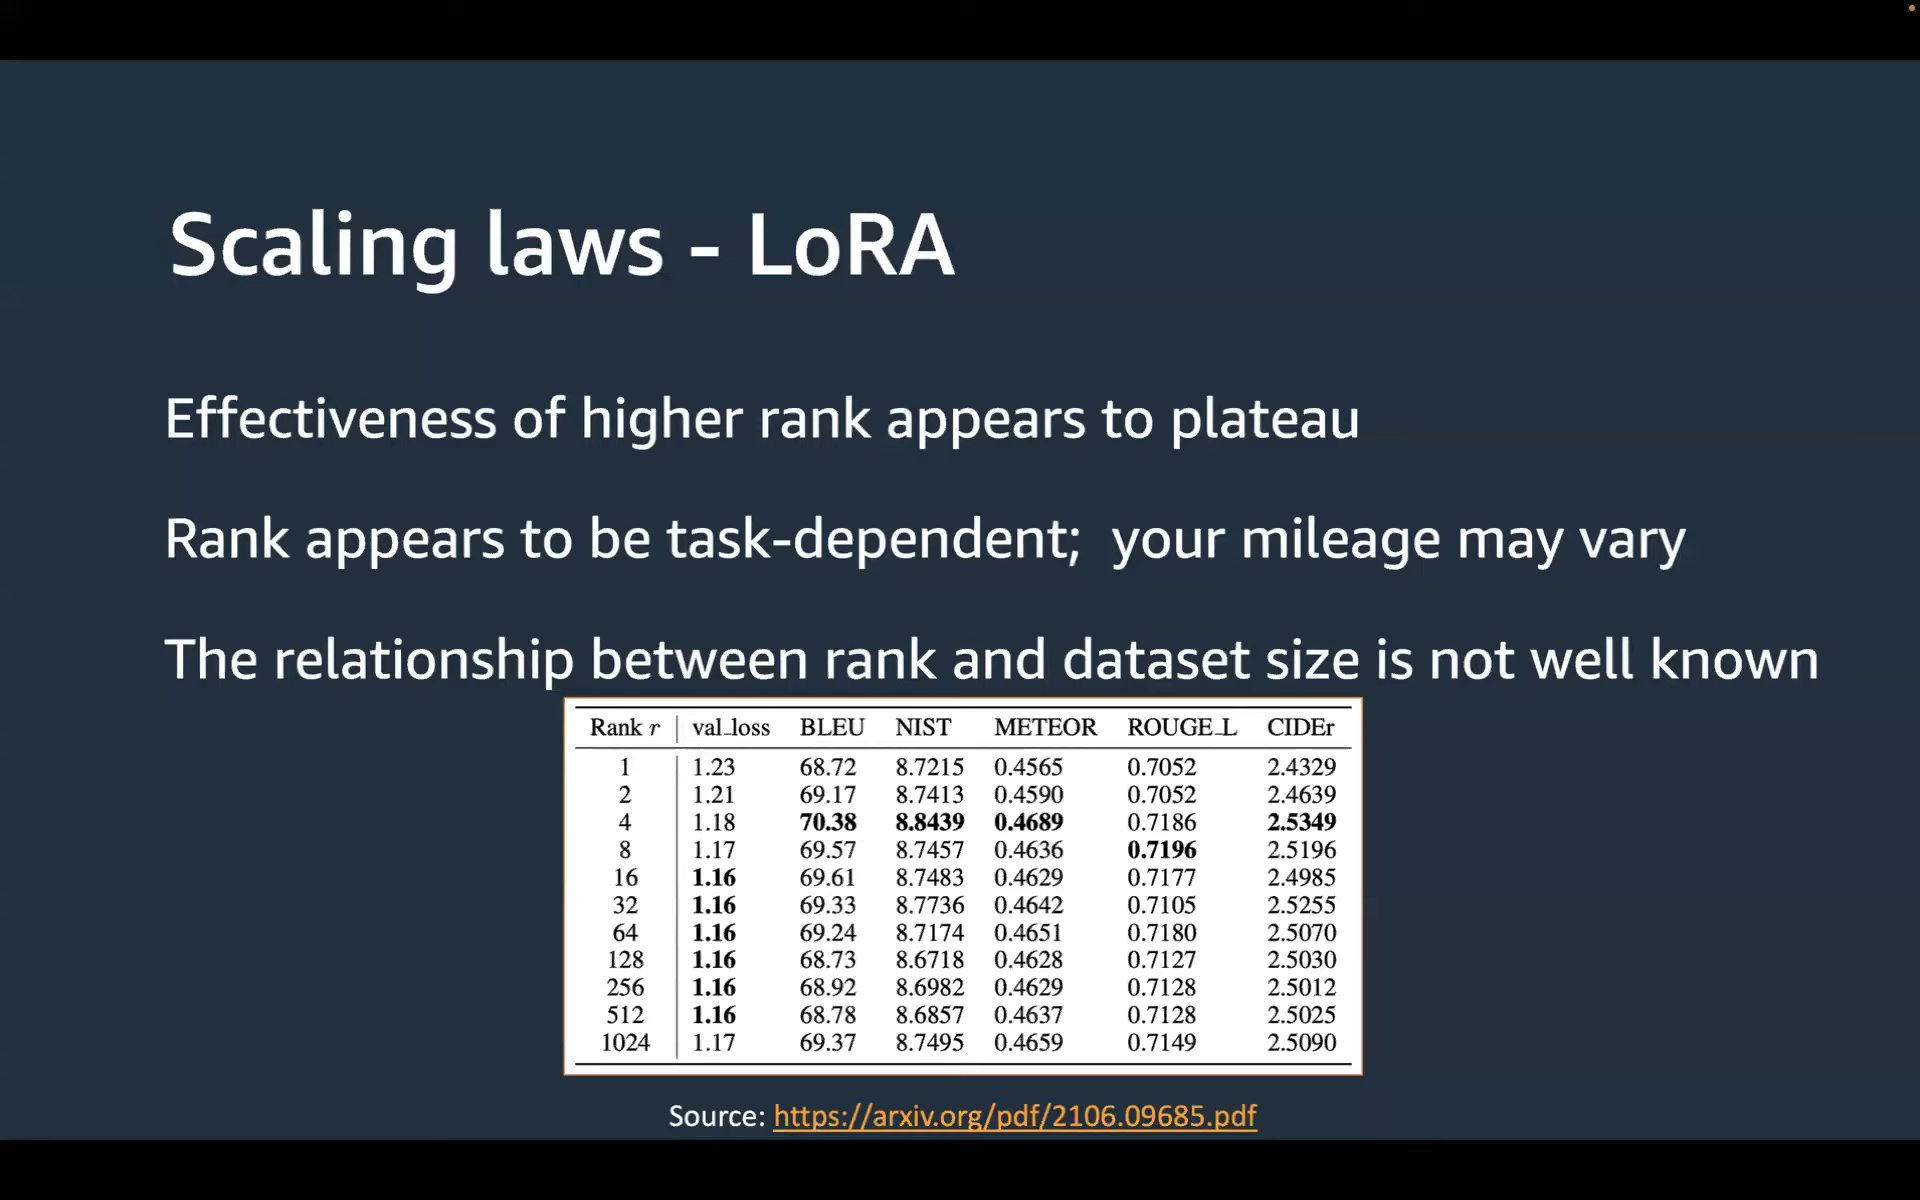 Scaling laws - LoRA
Effectiveness of higher rank appears to plateau
Rank appears to be task-dependent;  your mileage may vary
The relationship between rank and dataset size is not well known
Rank r | val_loss BLEU NIST METEOR ROUGE_L CIDEr
1 1.23 68.72 8.7215 0.4565 0.7052 2.4329
2 1.21 69.17 8.7413 0.4590 0.7052 2.4639
4 1.18 70.38 8.8439 0.4689 0.7186 2.5349
8 1.17 69.57 8.7457 0.4636 0.7196 2.5196
16 1.16 69.61 8.7483 0.4629 0.7177 2.4985
32 1.16 69.33 8.7736 0.4642 0.7105 2.5255
64 1.16 69.24 8.7174 0.4651 0.7180 2.5070
128 1.16 68.73 8.6718 0.4628 0.7127 2.5030
256 1.16 68.92 8.6982 0.4629 0.7128 2.5012
512 1.16 68.78 8.6857 0.4637 0.7128 2.5025
1024 1.17 69.37 8.7495 0.4659 0.7149 2.5090
Source: https://arxiv.org/pdf/2106.09685.pdf